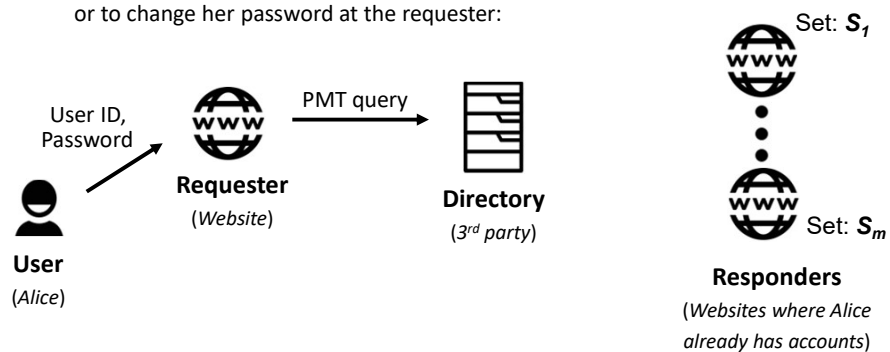 or to change her password at the requester:
Set: S1
www
User ID,
Password
www
PMT query
Requester
(Website)
Directory
(3rd party)
www
Set: Sm
User
(Alice)
Responders
(Websites where Alice
already has accounts)